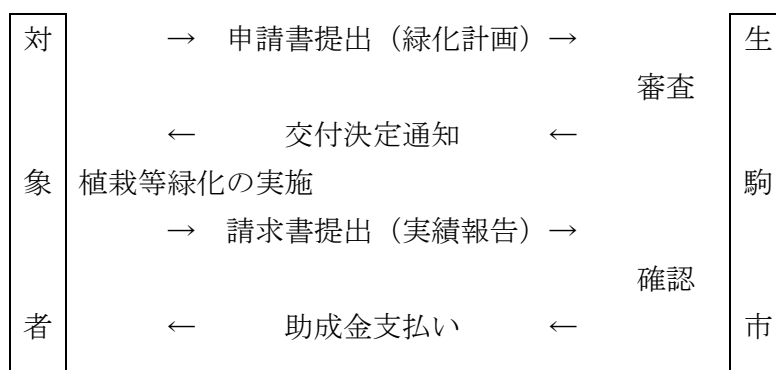 対 → 申請書提出（緑化計画）→ 生
審査
← 交付決定通知 ←
象 植栽等緑化の実施 駒
→ 請求書提出（実績報告）→
確認
者 ← 助成金支払い ← 市